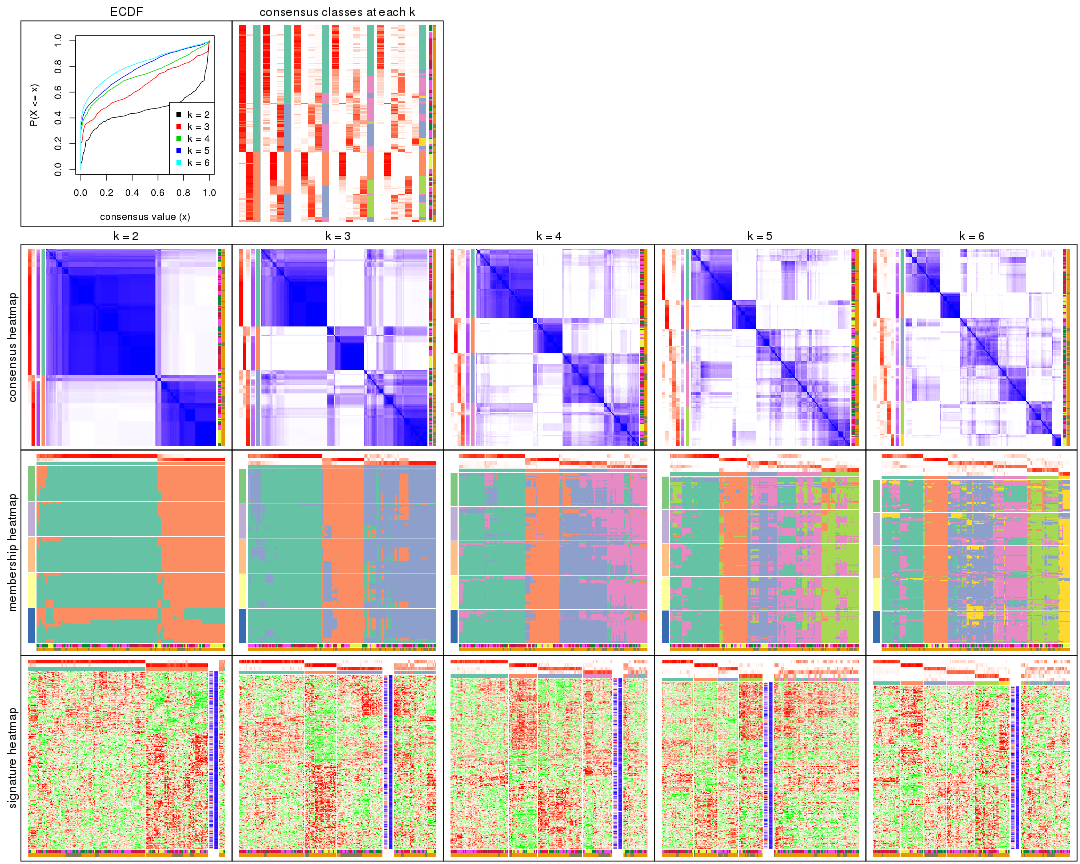 ECDF
consensus classes at each k
P(X <= x)
0.0 0.2 0.4 0.6 0.8 1.0
k = 2
k = 3
k = 4
k = 5
k = 6
0.0 0.2 0.4 0.6 0.8 1.0
consensus value (x)
k = 2
k = 3
k = 4
k = 5
k = 6
consensus heatmap
membership heatmap
signature heatmap